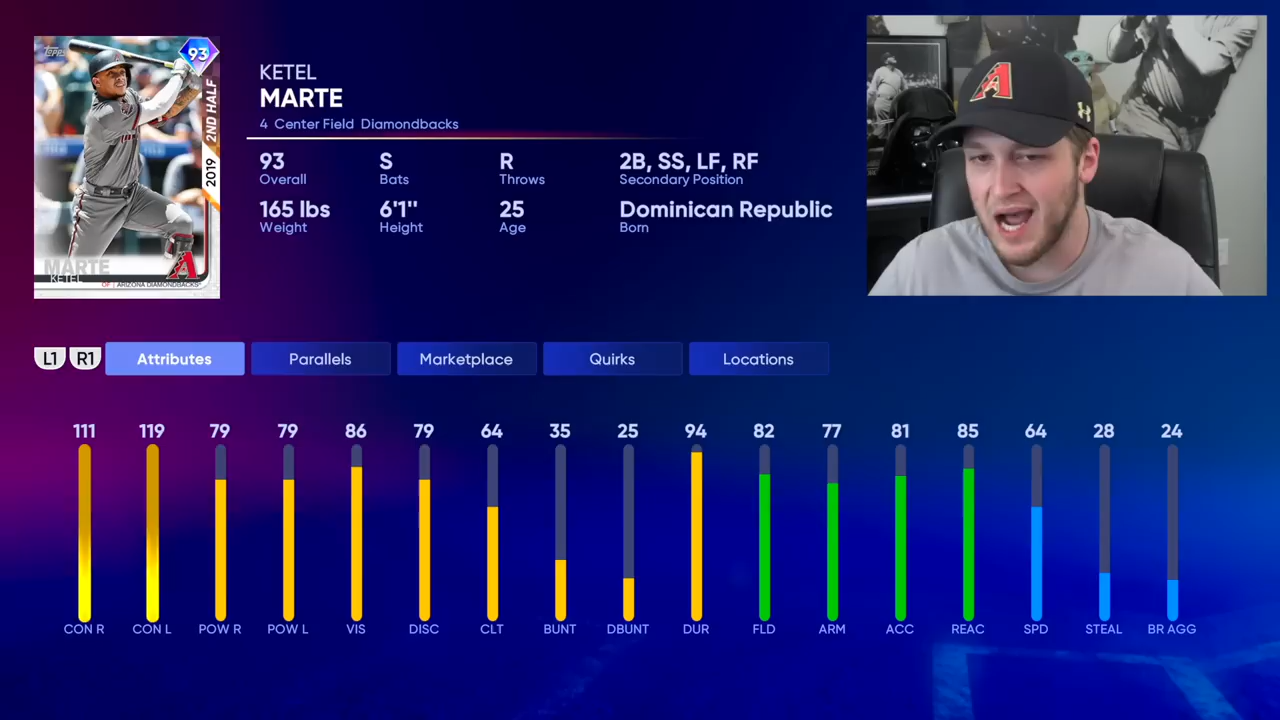 Topps
93
2ND HALF
2019
MARTE
KETEL
OF | ARIZONA DIAMONDBACKS
KETEL
MARTE
4 Center Field Diamondbacks
93 S R 2B, SS, LF, RF
Overall Bats Throws Secondary Position
165 lbs 6'1" 25 Dominican Republic
Weight Height Age Born
L1 R1 Attributes Parallels Marketplace Quirks Locations
111 119 79 79 86 79 64 35 25 94 82 77 81 85 64 28 24
CON R CON L POW R POW L VIS DISC CLT BUNT DBUNT DUR FLD ARM ACC REAC SPD STEAL BR AGG